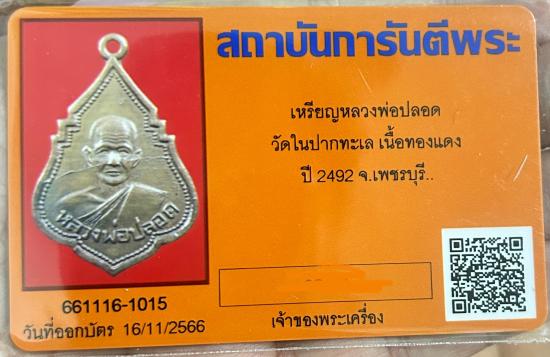 สถาบันการันตีพระ
เหรียญหลวงพ่อปลอด
วัดในปากทะเล เนื้อทองแดง
ปี 2492 จ.เพชรบุรี..
หลวงพ่อปลอด
661116-1015
วันที่ออกบัตร 16/11/2566
เจ้าของพระเครื่อง